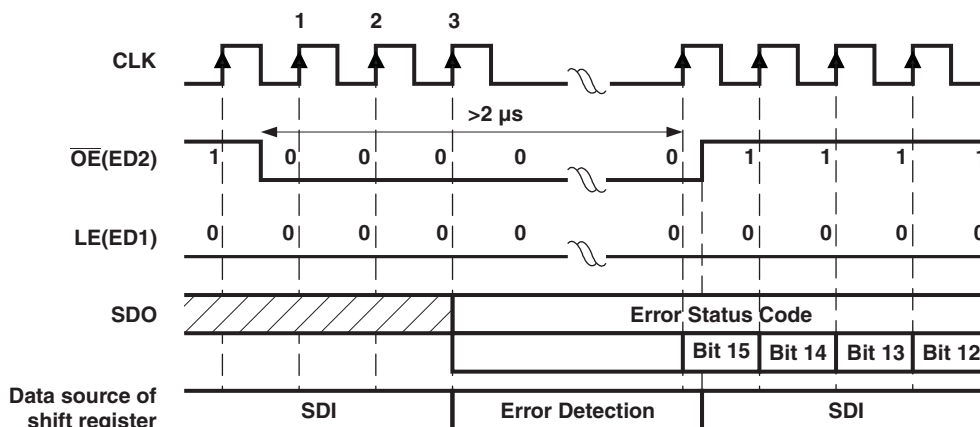 1 2 3
CLK
>2 µs
OE(ED2) 1 0 0 0 0 0 1 1 1 1
LE(ED1) 0 0 0 0 0 0 0 0 0 0
SDO Error Status Code
Bit 15 Bit 14 Bit 13 Bit 12
Data source of
shift register SDI Error Detection SDI